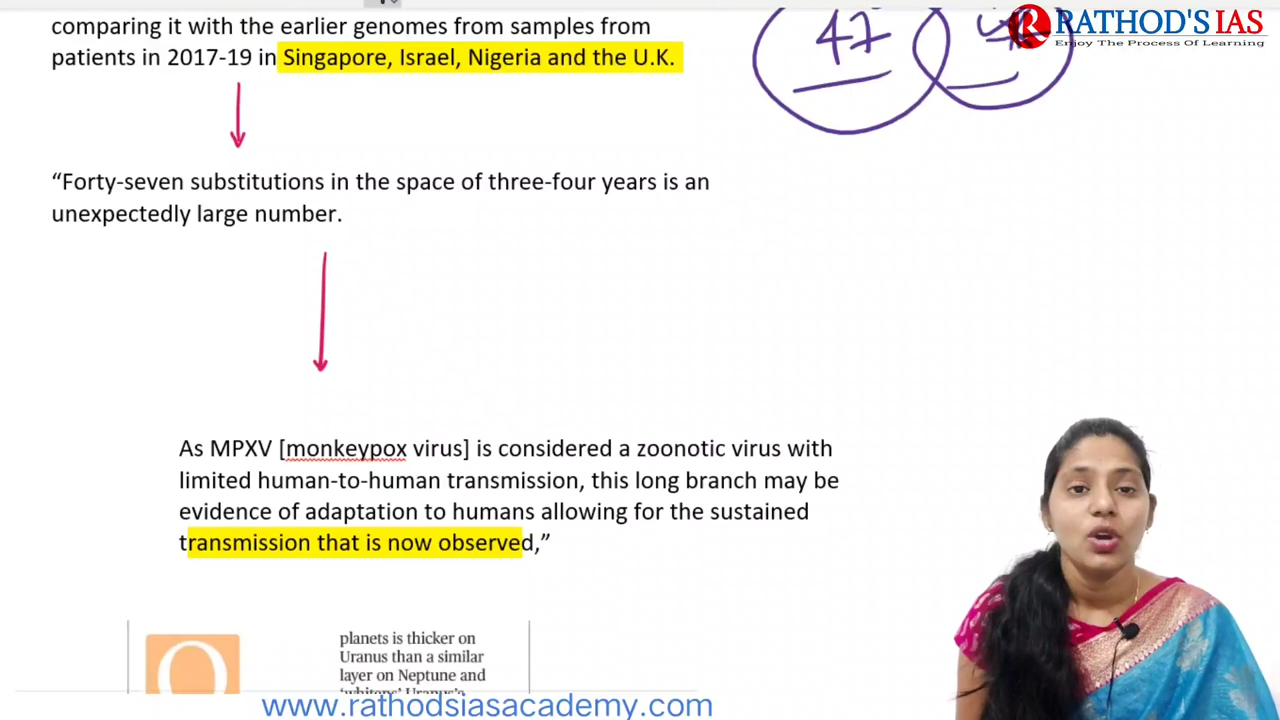 comparing it with the earlier genomes from samples from
patients in 2017-19 in Singapore, Israel, Nigeria and the U.K.
47
RATHOD'S IAS
Enjoy The Process Of Learning
“Forty-seven substitutions in the space of three-four years is an
unexpectedly large number.
As MPXV [monkeypox virus] is considered a zoonotic virus with
limited human-to-human transmission, this long branch may be
evidence of adaptation to humans allowing for the sustained
transmission that is now observed,”
planets is thicker on
Uranus than a similar
layer on Neptune and
www.rathodsiasacademy.com